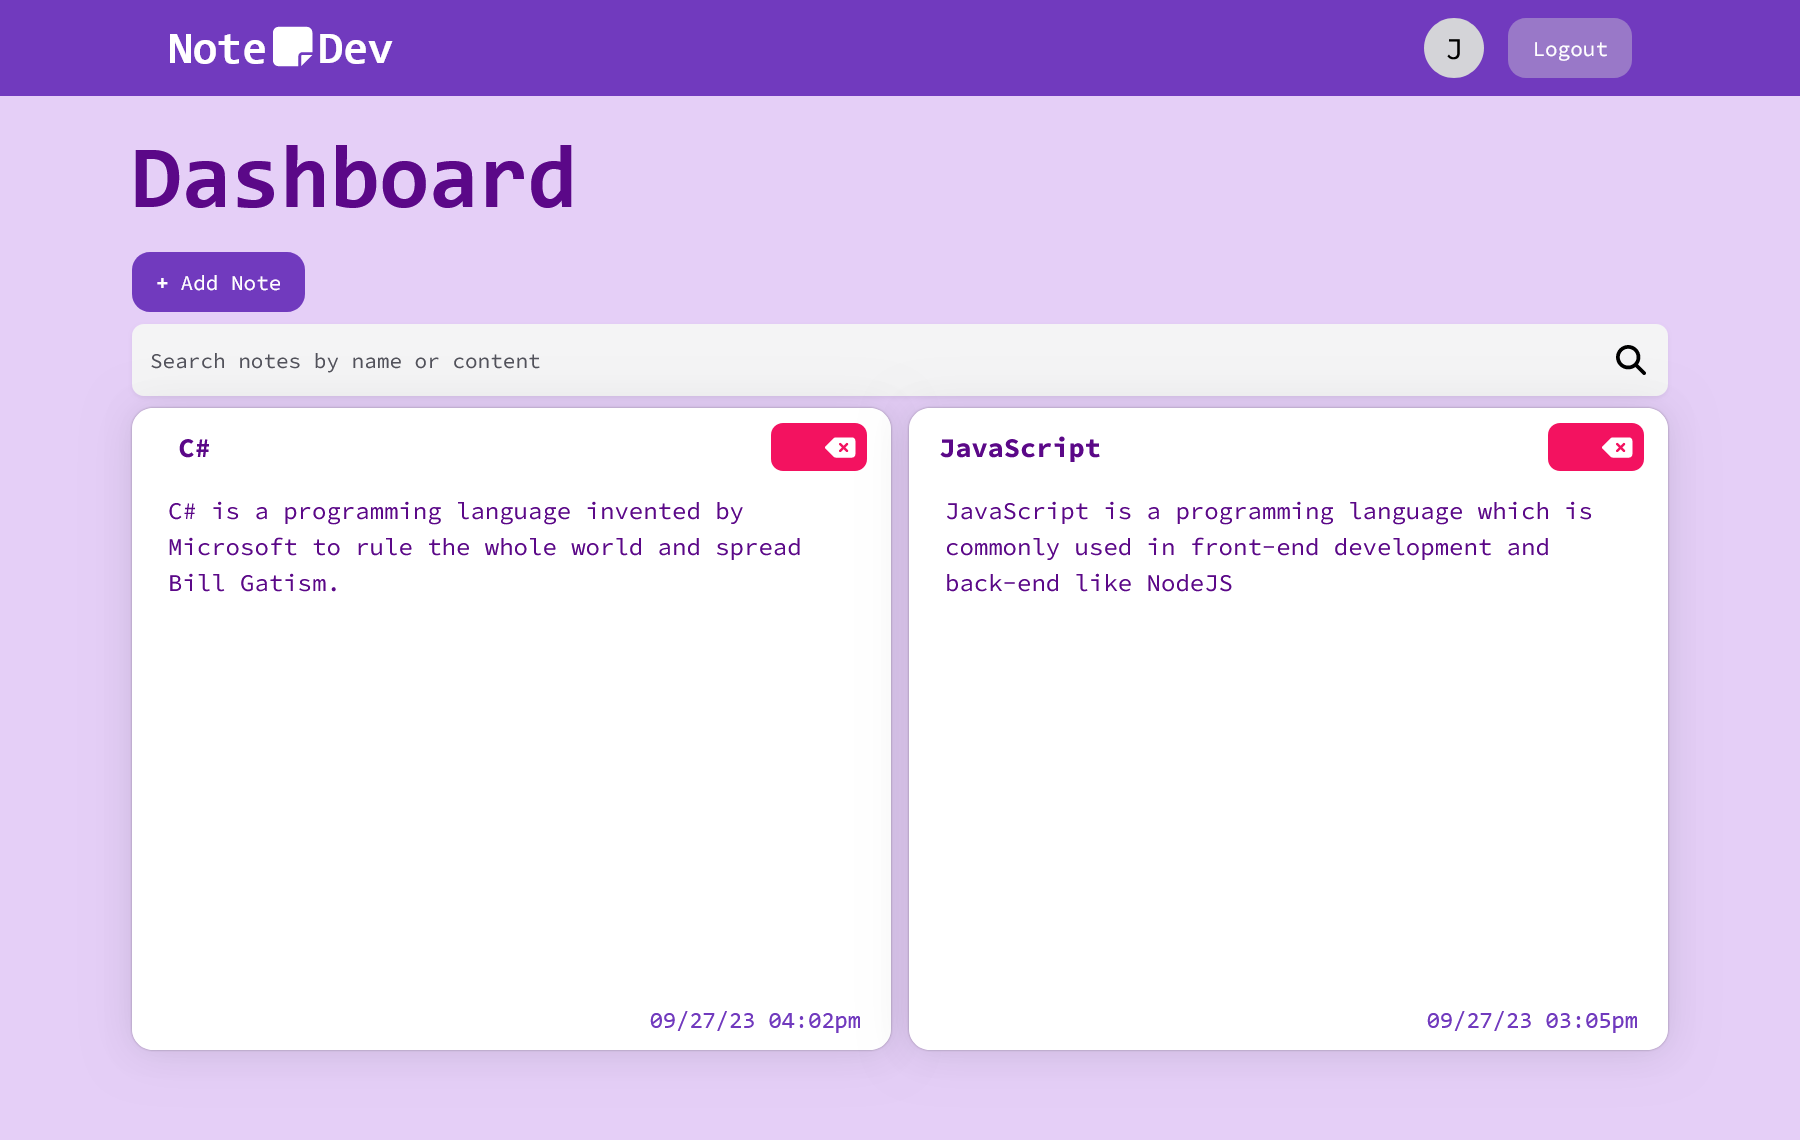 Note Dev
J
Logout
Dashboard
+ Add Note
Search notes by name or content
C#
C# is a programming language invented by
Microsoft to rule the whole world and spread
Bill Gatism.
09/27/23 04:02pm
JavaScript
JavaScript is a programming language which is
commonly used in front-end development and
back-end like NodeJS
09/27/23 03:05pm